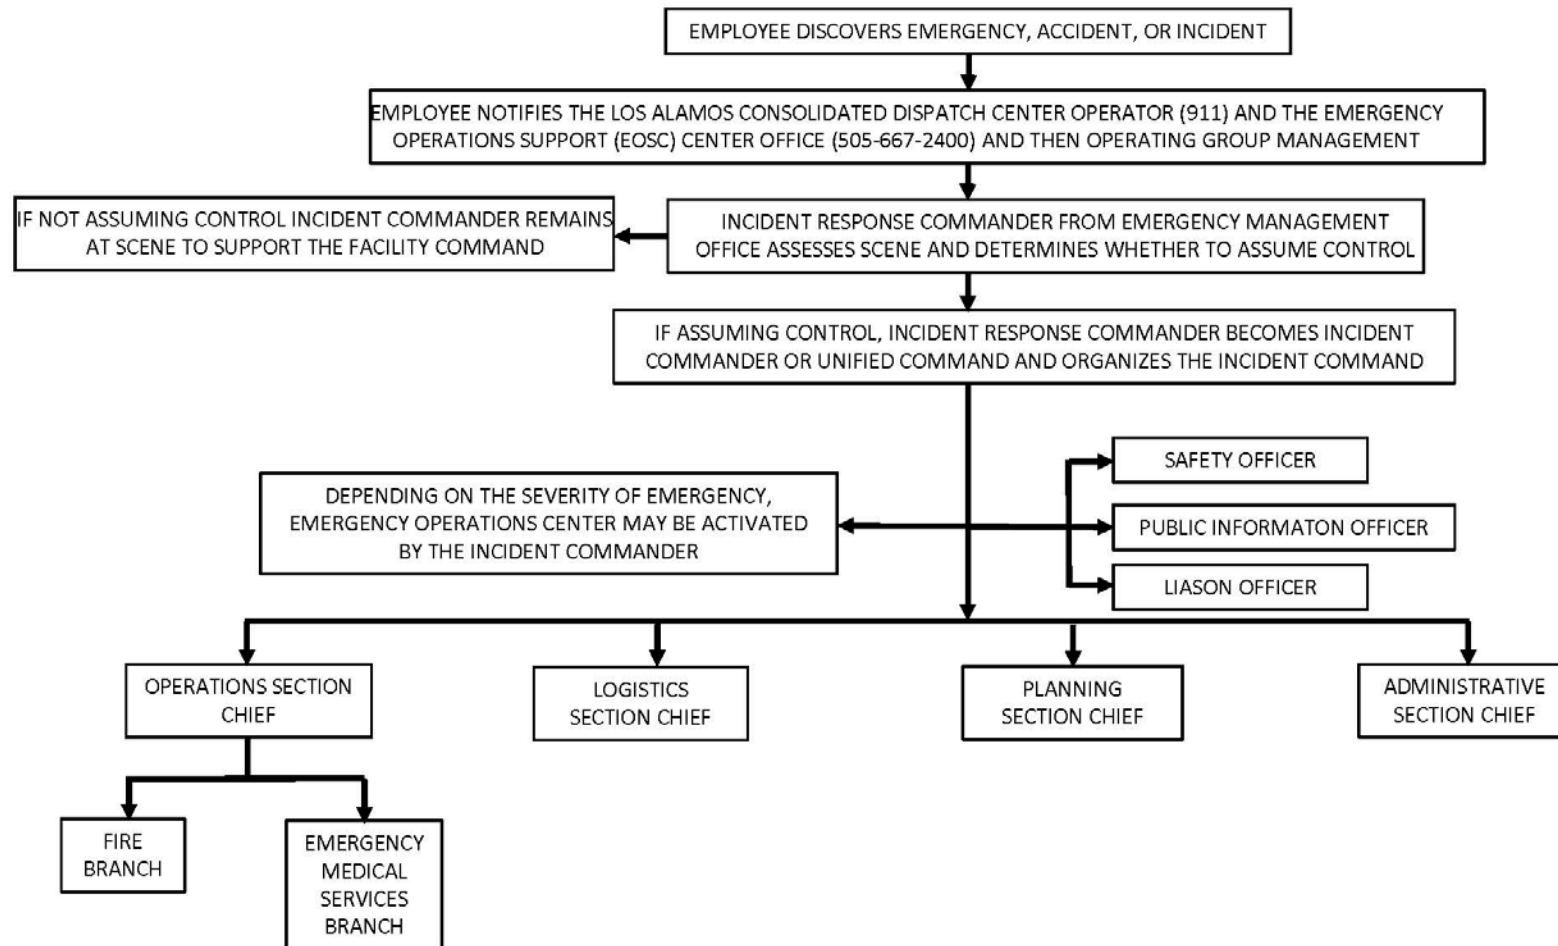 EMPLOYEE DISCOVERS EMERGENCY, ACCIDENT, OR INCIDENT
EMPLOYEE NOTIFIES THE LOS ALAMOS CONSOLIDATED DISPATCH CENTER OPERATOR (911) AND THE EMERGENCY
OPERATIONS SUPPORT (EOSC) CENTER OFFICE (505-667-2400) AND THEN OPERATING GROUP MANAGEMENT
IF NOT ASSUMING CONTROL INCIDENT COMMANDER REMAINS
AT SCENE TO SUPPORT THE FACILITY COMMAND
INCIDENT RESPONSE COMMANDER FROM EMERGENCY MANAGEMENT
OFFICE ASSESSES SCENE AND DETERMINES WHETHER TO ASSUME CONTROL
IF ASSUMING CONTROL, INCIDENT RESPONSE COMMANDER BECOMES INCIDENT
COMMANDER OR UNIFIED COMMAND AND ORGANIZES THE INCIDENT COMMAND
DEPENDING ON THE SEVERITY OF EMERGENCY,
EMERGENCY OPERATIONS CENTER MAY BE ACTIVATED
BY THE INCIDENT COMMANDER
SAFETY OFFICER
PUBLIC INFORMATON OFFICER
LIASON OFFICER
OPERATIONS SECTION
CHIEF
LOGISTICS
SECTION CHIEF
PLANNING
SECTION CHIEF
ADMINISTRATIVE
SECTION CHIEF
FIRE
BRANCH
EMERGENCY
MEDICAL
SERVICES
BRANCH